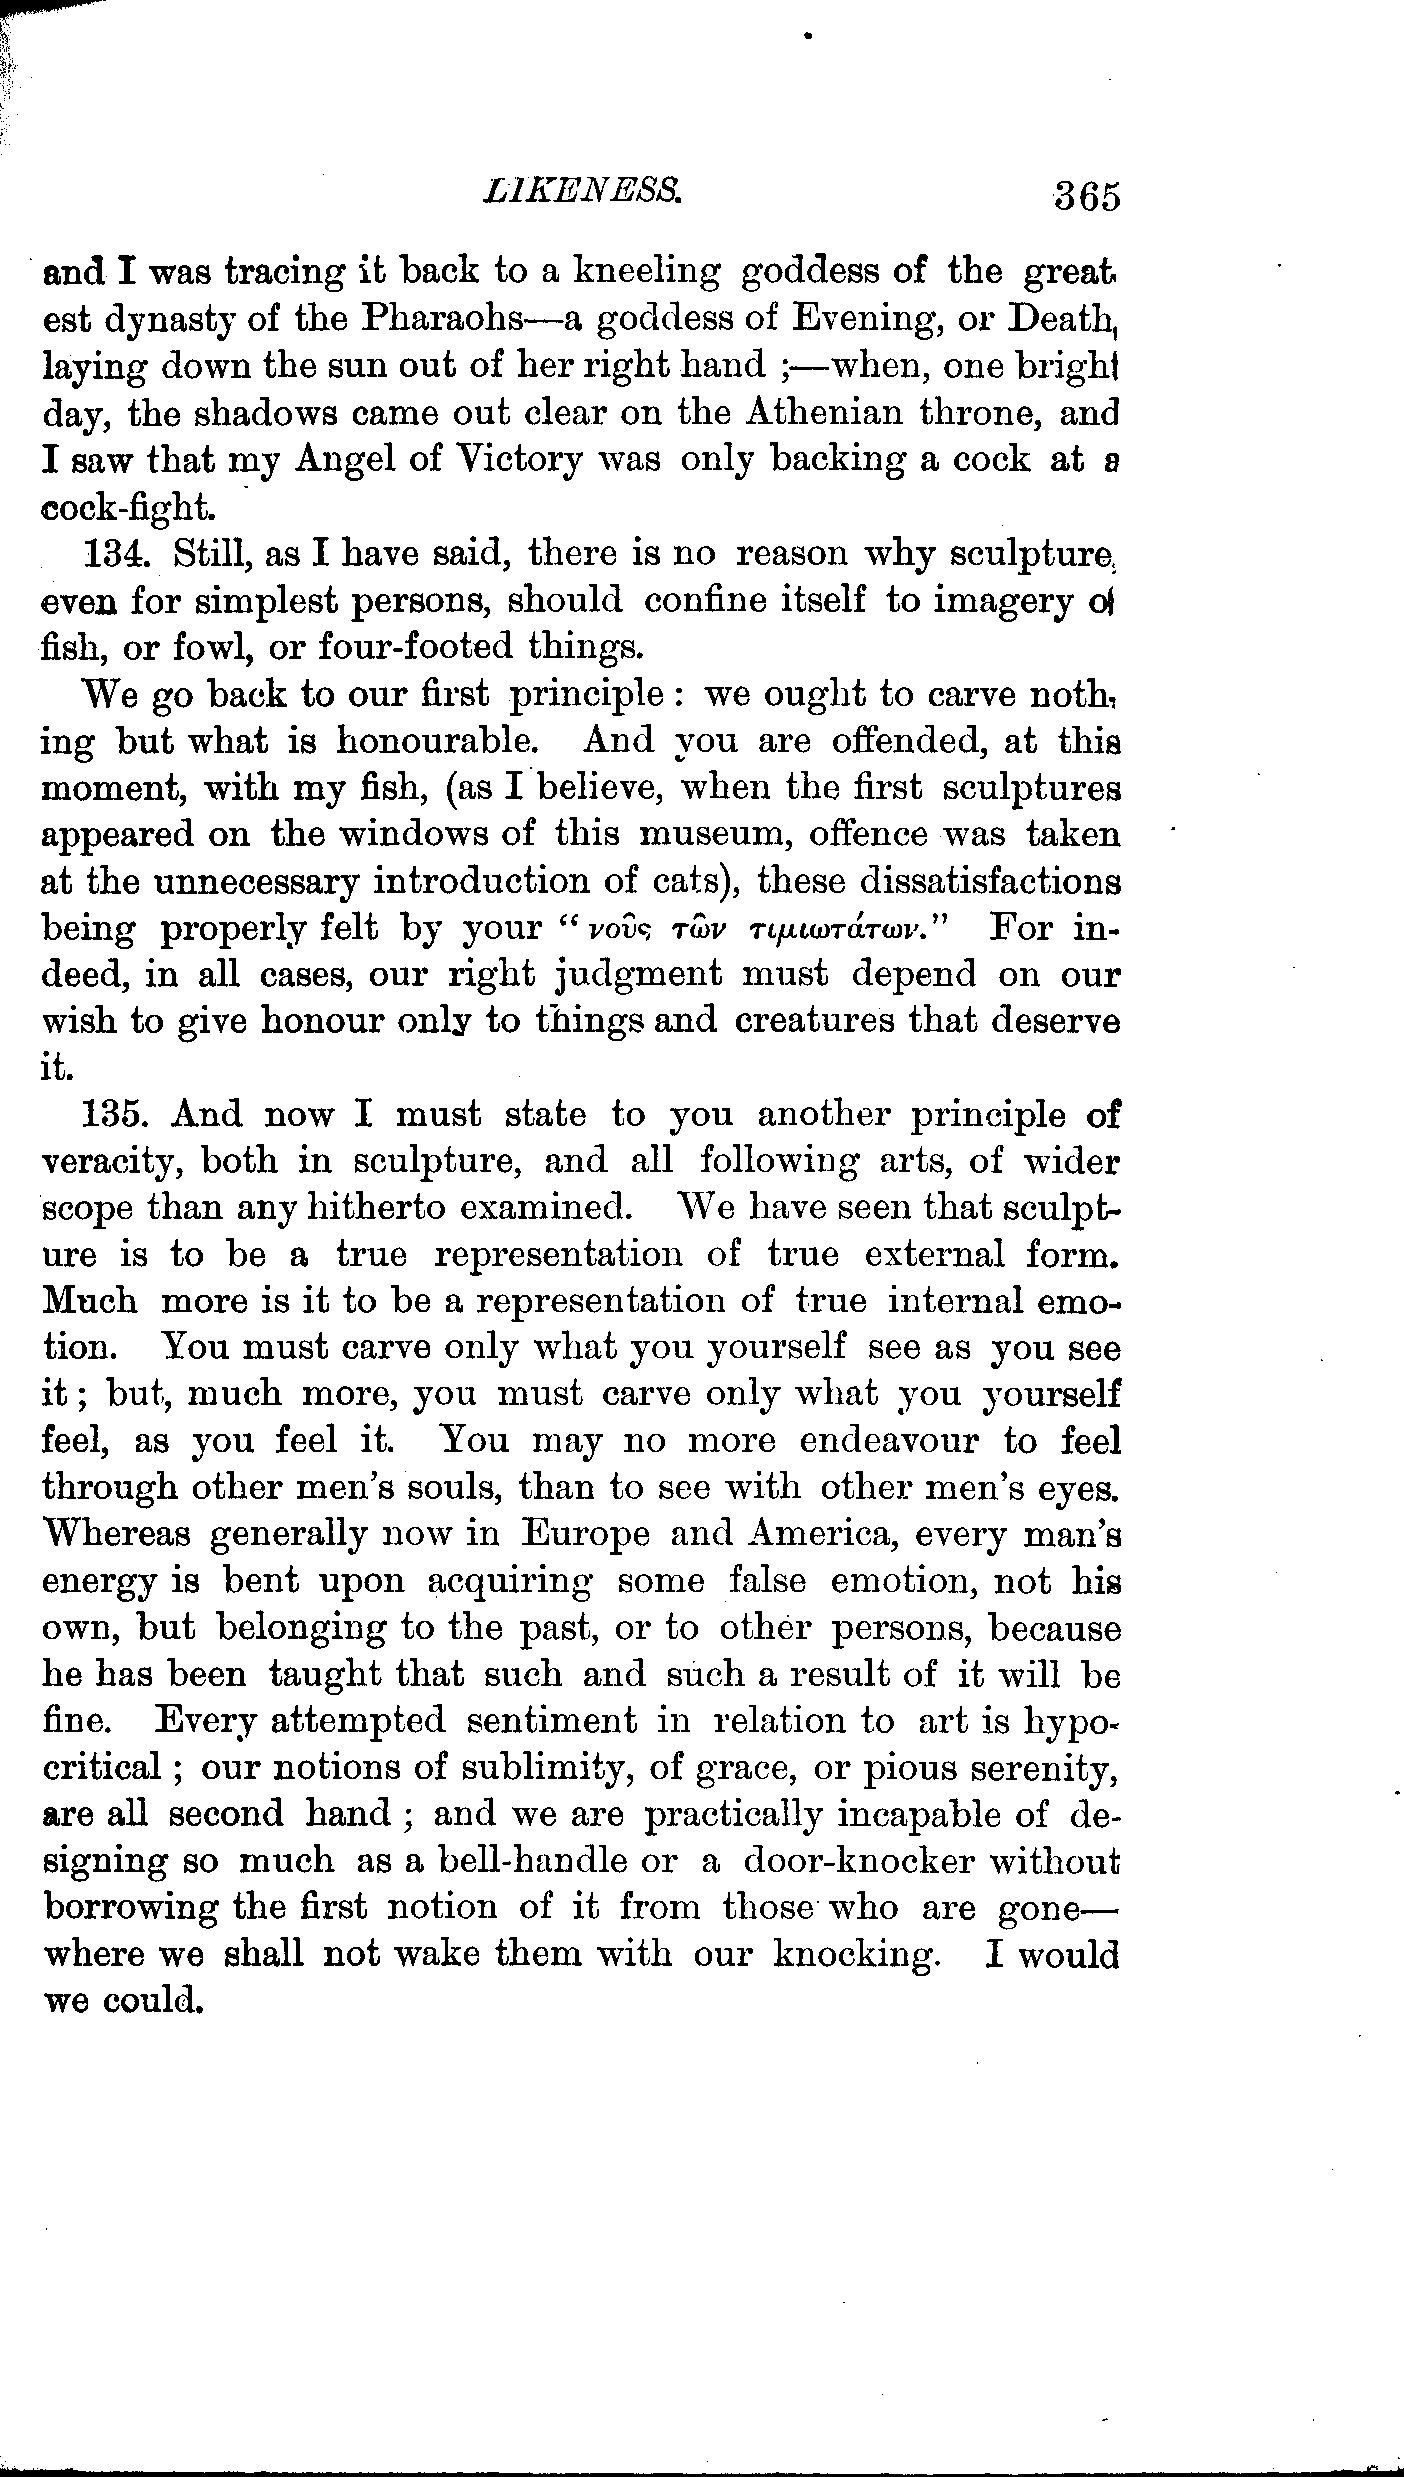 LIKENESS. 365
and I was tracing it back to a kneeling goddess of the great-
est dynasty of the Pharaohs—a goddess of Evening, or Death,
laying down the sun out of her right hand ;—when, one bright
day, the shadows came out clear on the Athenian throne, and
I saw that my Angel of Victory was only backing a cock at a
cock-fight.
134. Still, as I have said, there is no reason why sculpture,
even for simplest persons, should confine itself to imagery of
fish, or fowl, or four-footed things.
We go back to our first principle : we ought to carve noth-
ing but what is honourable. And you are offended, at this
moment, with my fish, (as I believe, when the first sculptures
appeared on the windows of this museum, offence was taken
at the unnecessary introduction of cats), these dissatisfactions
being properly felt by your “ νοῦς τῶν τιμιωτάτων.” For in-
deed, in all cases, our right judgment must depend on our
wish to give honour only to things and creatures that deserve
it.
135. And now I must state to you another principle of
veracity, both in sculpture, and all following arts, of wider
scope than any hitherto examined. We have seen that sculpt-
ure is to be a true representation of true external form.
Much more is it to be a representation of true internal emo-
tion. You must carve only what you yourself see as you see
it ; but, much more, you must carve only what you yourself
feel, as you feel it. You may no more endeavour to feel
through other men's souls, than to see with other men's eyes.
Whereas generally now in Europe and America, every man's
energy is bent upon acquiring some false emotion, not his
own, but belonging to the past, or to other persons, because
he has been taught that such and such a result of it will be
fine. Every attempted sentiment in relation to art is hypo-
critical ; our notions of sublimity, of grace, or pious serenity,
are all second hand ; and we are practically incapable of de-
signing so much as a bell-handle or a door-knocker without
borrowing the first notion of it from those who are gone—
where we shall not wake them with our knocking. I would
we could.